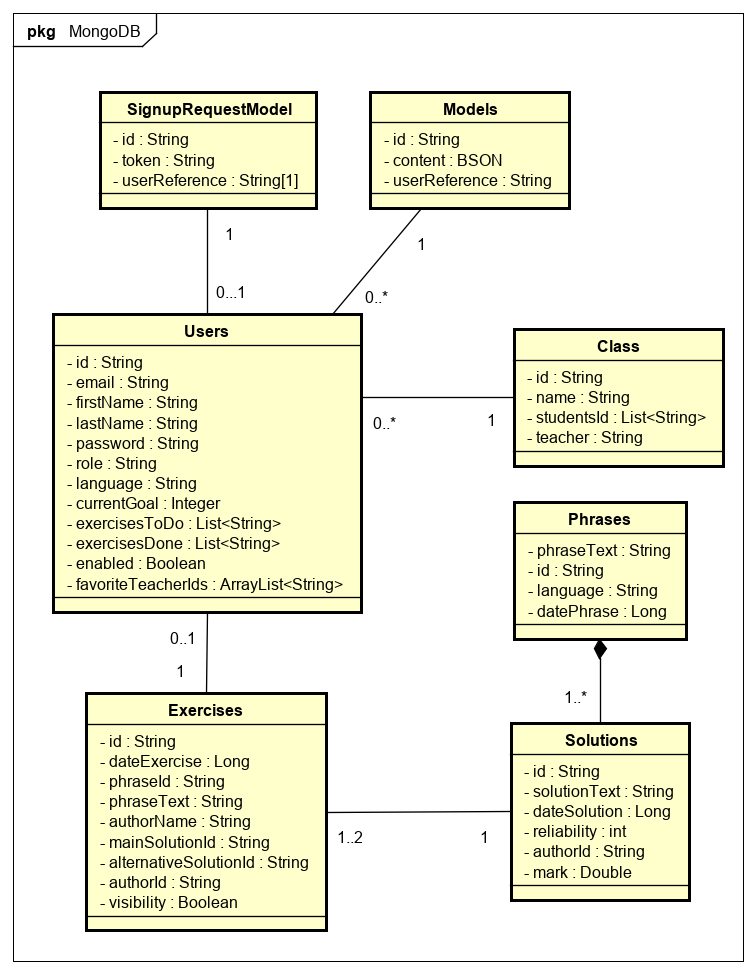 pkg MongoDB
SignupRequestModel
- id : String
- token : String
- userReference : String[1]
Models
- id : String
- content : BSON
- userReference : String
1
0...1
1
0..*
Users
- id : String
- email : String
- firstName : String
- lastName : String
- password : String
- role : String
- language : String
- currentGoal : Integer
- exercisesToDo : List<String>
- exercisesDone : List<String>
- enabled : Boolean
- favoriteTeacherIds : ArrayList<String>
0..*
1
Class
- id : String
- name : String
- studentsId : List<String>
- teacher : String
Phrases
- phraseText : String
- id : String
- language : String
- datePhrase : Long
0..1
1
1..*
Exercises
- id : String
- dateExercise : Long
- phraseId : String
- phraseText : String
- authorName : String
- mainSolutionId : String
- alternativeSolutionId : String
- authorId : String
- visibility : Boolean
1..2
1
Solutions
- id : String
- solutionText : String
- dateSolution : Long
- reliability : int
- authorId : String
- mark : Double